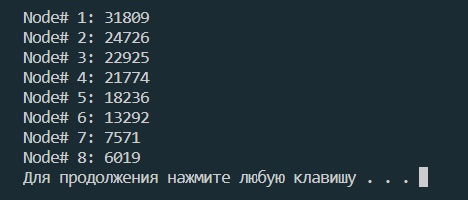 Node# 1: 31809
Node# 2: 24726
Node# 3: 22925
Node# 4: 21774
Node# 5: 18236
Node# 6: 13292
Node# 7: 7571
Node# 8: 6019
Для продолжения нажмите любую клавишу . . .